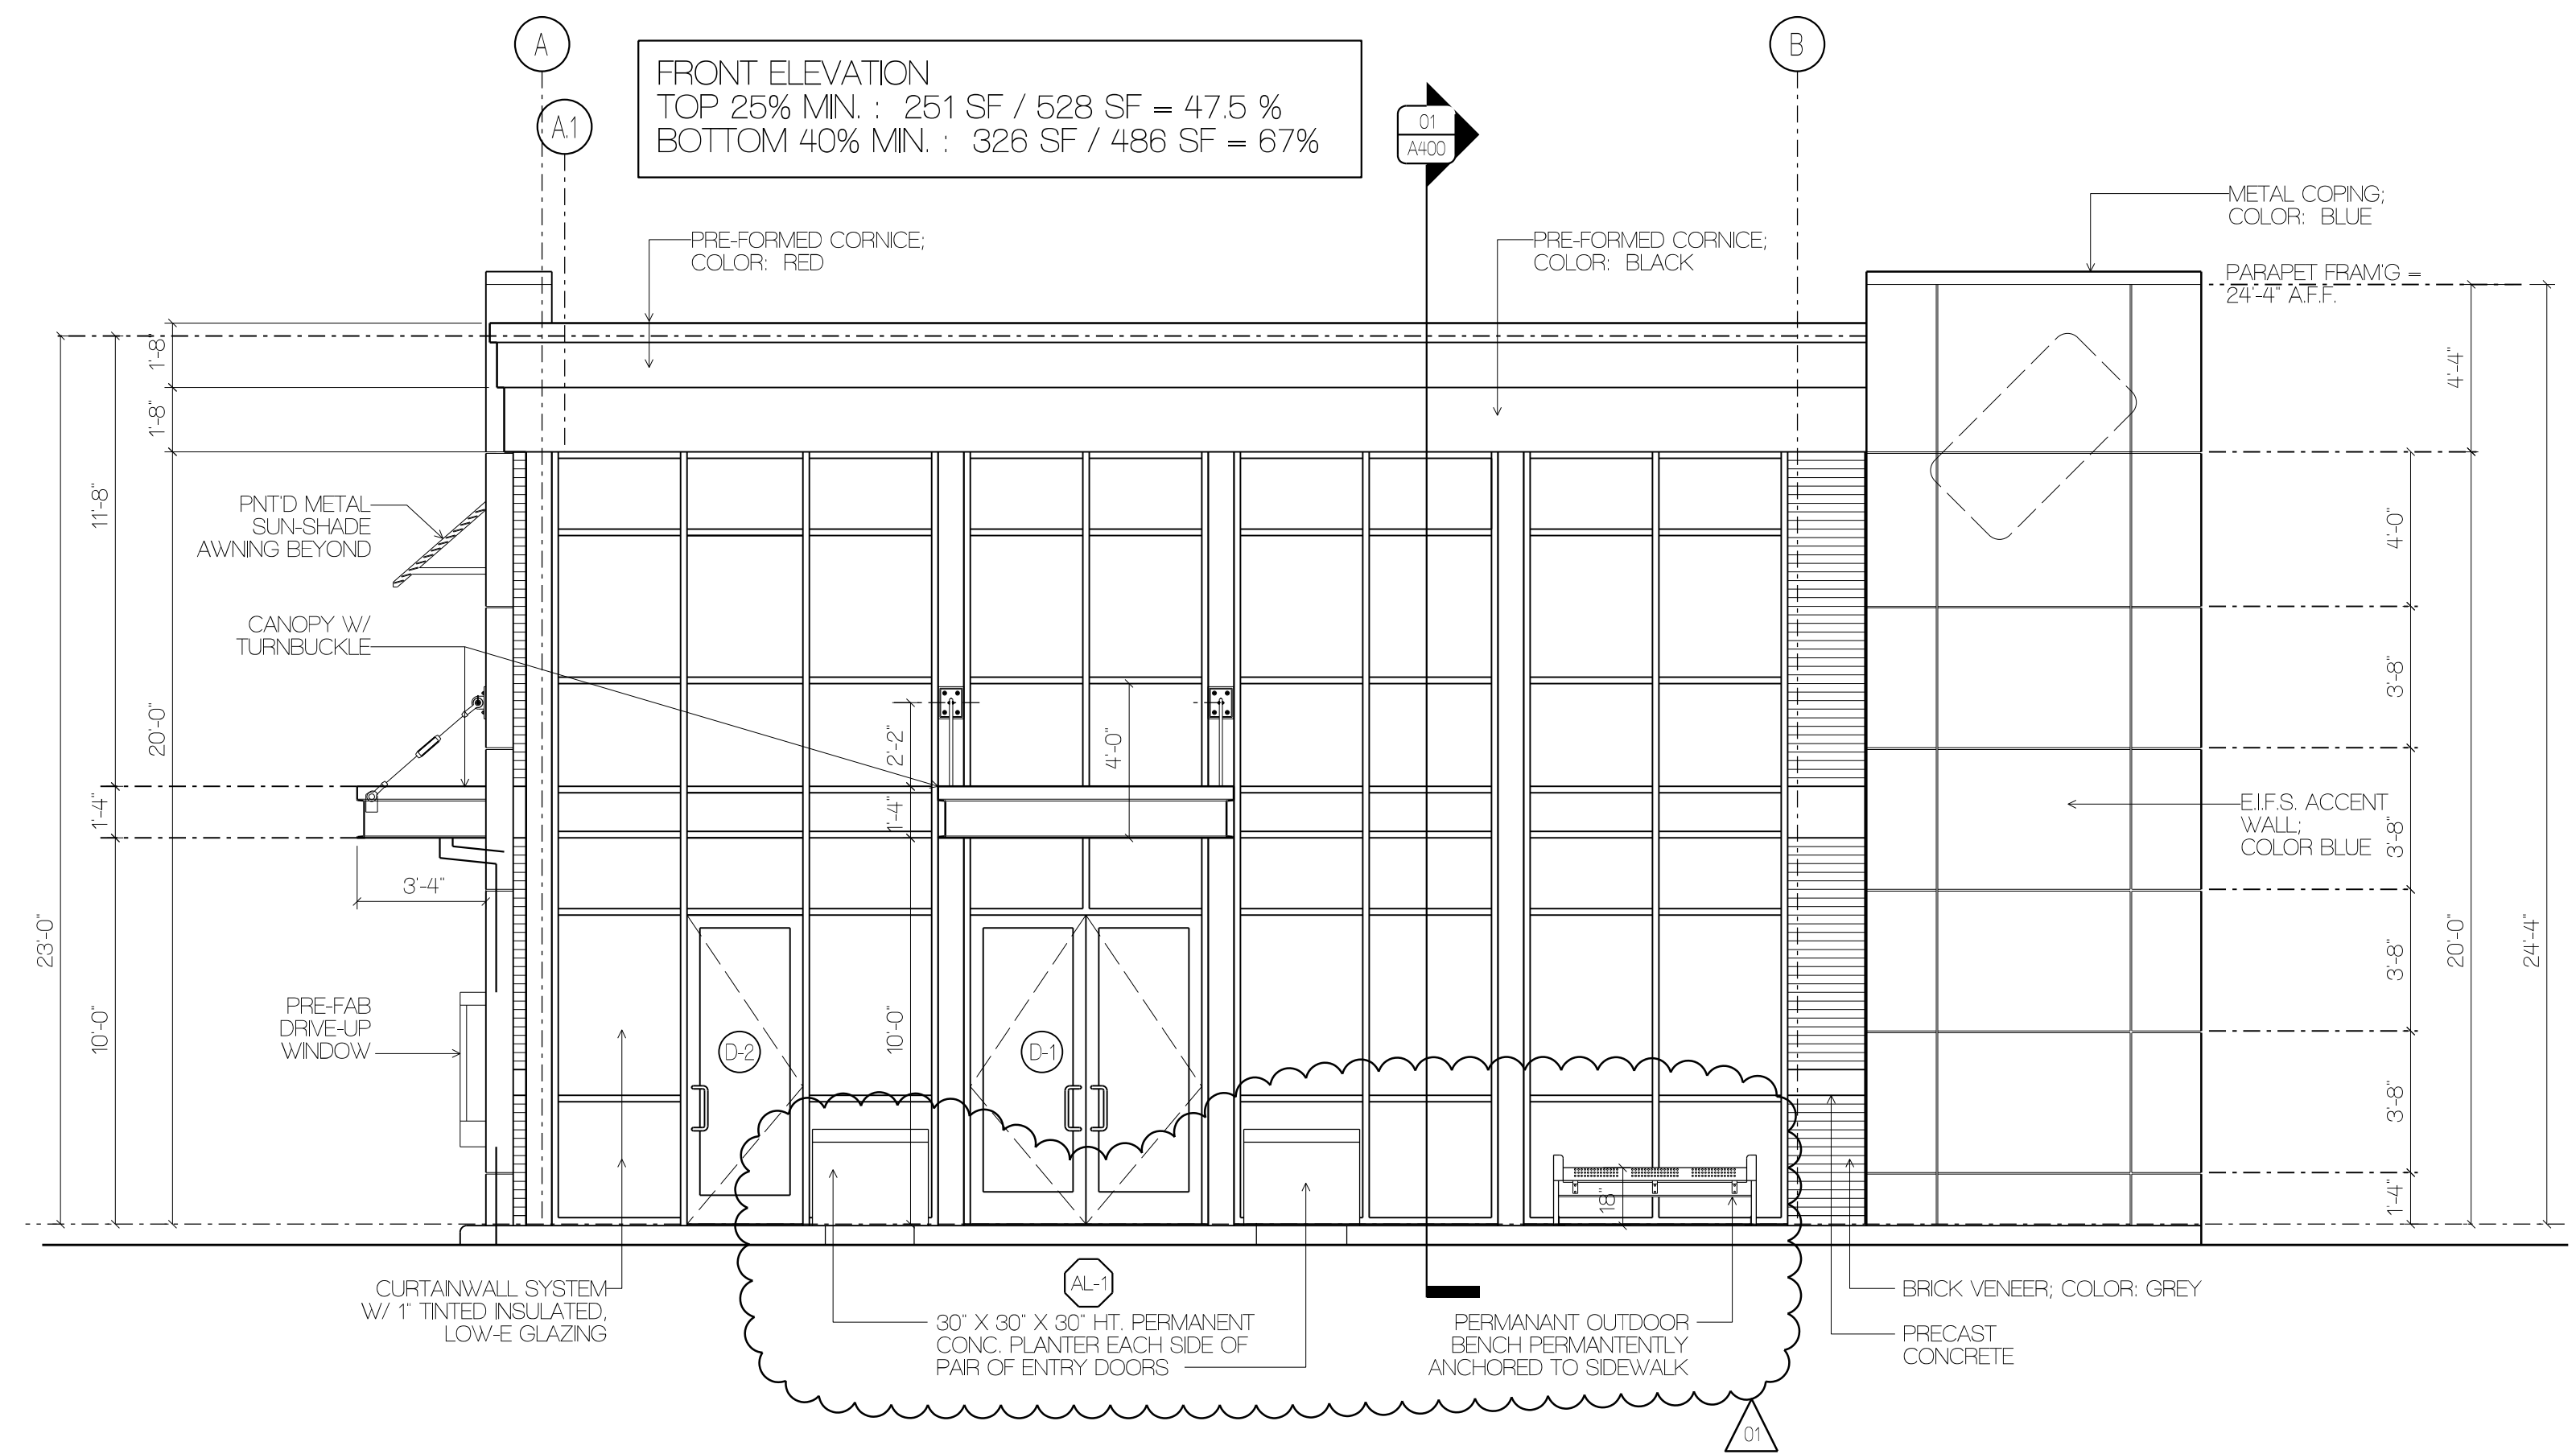 A
A.1
B
FRONT ELEVATION
TOP 25% MIN. : 251 SF / 528 SF = 47.5 %
BOTTOM 40% MIN. : 326 SF / 486 SF = 67%
01
A400
METAL COPING;
COLOR: BLUE
PRE-FORMED CORNICE;
COLOR: RED
PRE-FORMED CORNICE;
COLOR: BLACK
PARAPET FRAM'G =
24'-4" A.F.F.
1'-8"
1'-8"
11'-8"
20'-0"
1'-4"
10'-0"
23'-0"
3'-4"
PNT'D METAL
SUN-SHADE
AWNING BEYOND
CANOPY W/
TURNBUCKLE
PRE-FAB
DRIVE-UP
WINDOW
2'-2"
4'-0"
1'-4"
10'-0"
D-2
D-1
18"
4'-4"
4'-0"
3'-8"
3'-8"
3'-8"
3'-8"
1'-4"
20'-0"
24'-4"
E.I.F.S. ACCENT
WALL;
COLOR BLUE
CURTAINWALL SYSTEM
W/ 1" TINTED INSULATED,
LOW-E GLAZING
AL-1
30" X 30" X 30" HT. PERMANENT
CONC. PLANTER EACH SIDE OF
PAIR OF ENTRY DOORS
PERMANANT OUTDOOR
BENCH PERMANTENTLY
ANCHORED TO SIDEWALK
BRICK VENEER; COLOR: GREY
PRECAST
CONCRETE
01